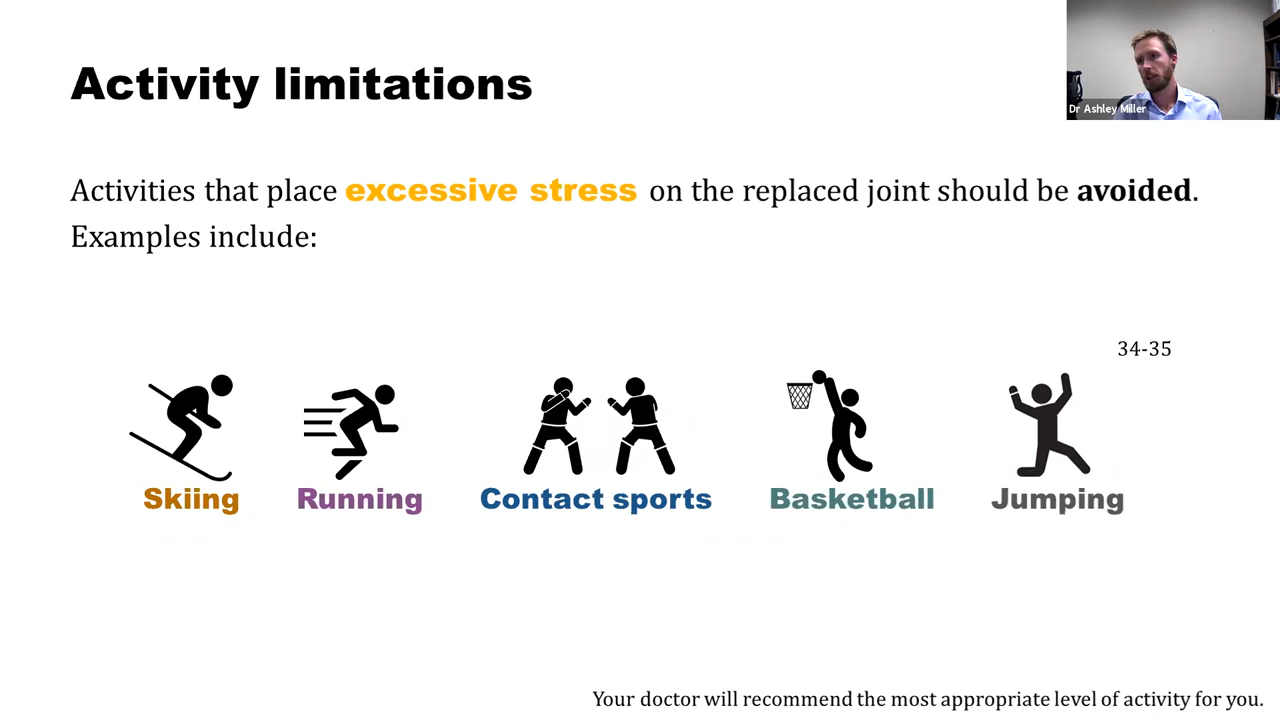 Activity limitations
Dr Ashley Miller
Activities that place excessive stress on the replaced joint should be avoided.
Examples include:
34-35
Skiing
Running
Contact sports
Basketball
Jumping
Your doctor will recommend the most appropriate level of activity for you.